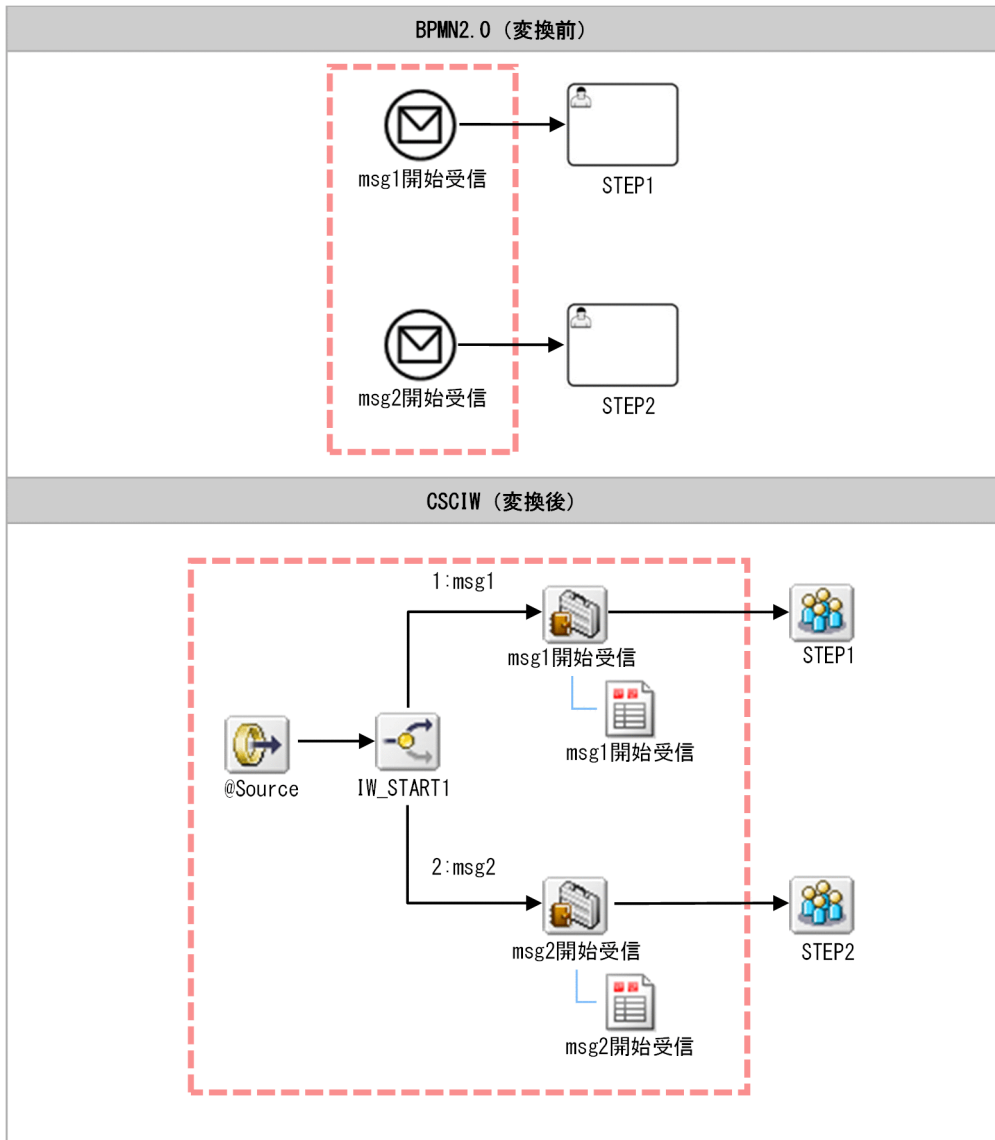 BPMN2.0（変換前）
msg1開始受信
STEP1
msg2開始受信
STEP2
CSCIW（変換後）
1:msg1
msg1開始受信
STEP1
msg1開始受信
@Source
IW_START1
2:msg2
msg2開始受信
STEP2
msg2開始受信